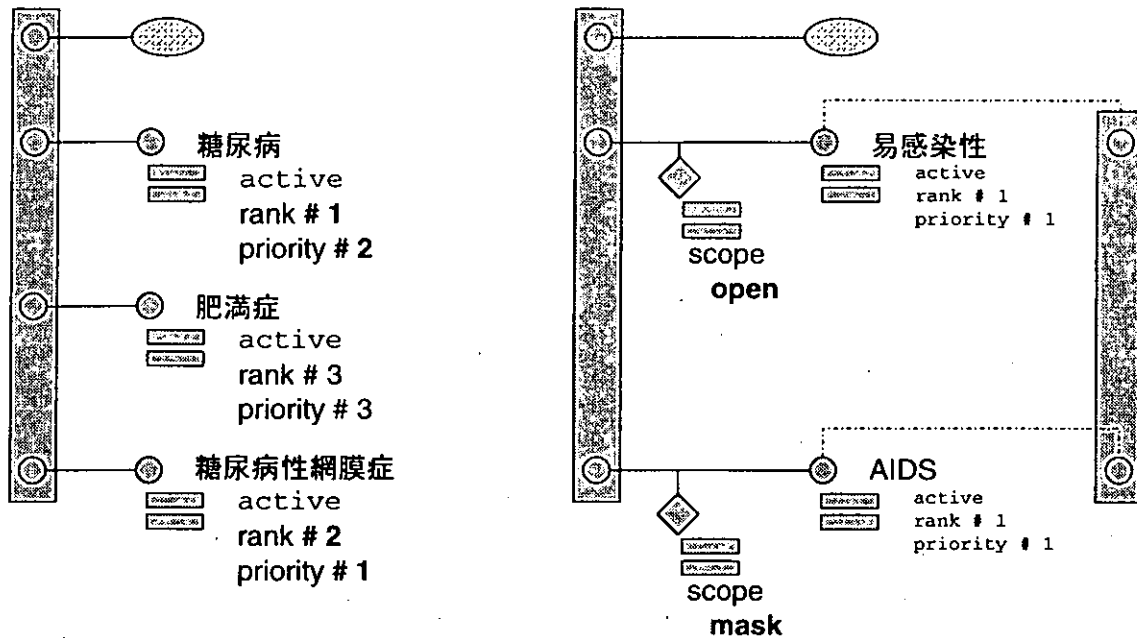 糖尿病
active
rank # 1
priority # 2
肥満症
active
rank # 3
priority # 3
糖尿病性網膜症
active
rank # 2
priority # 1
易感染性
active
rank # 1
priority # 1
scope
open
AIDS
active
rank # 1
priority # 1
scope
mask